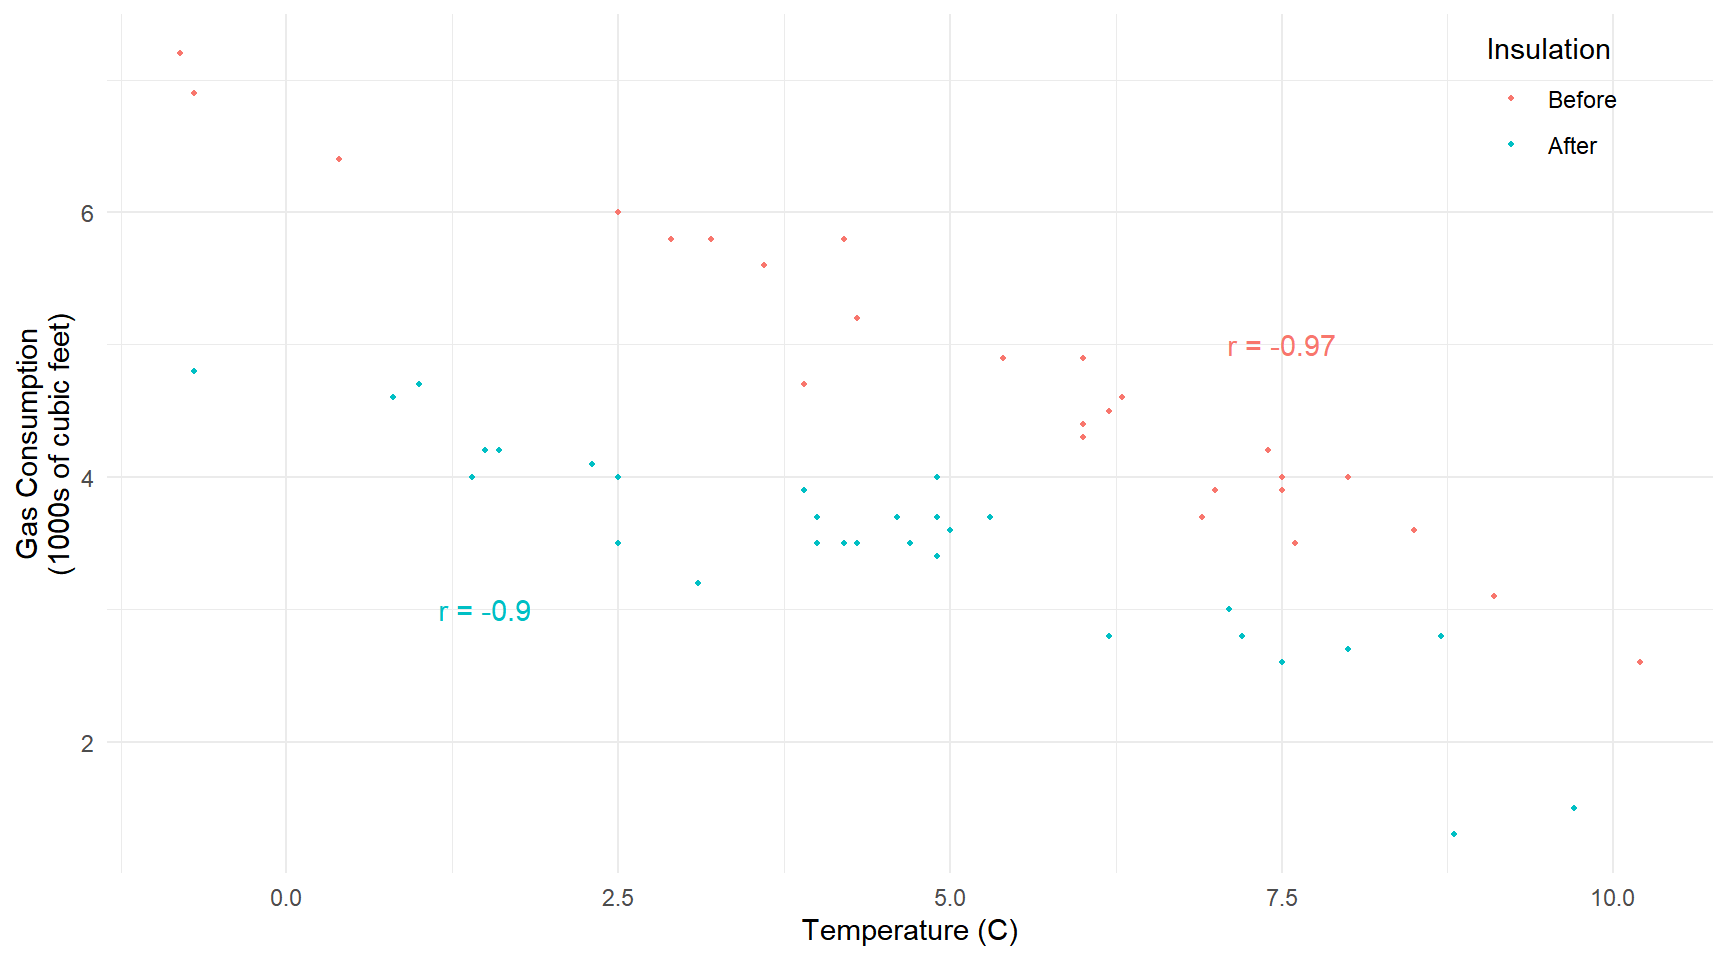 Insulation
Before
After
6
4
2
Gas Consumption
(1000s of cubic feet)
r = -0.97
r = -0.9
0.0
2.5
5.0
7.5
10.0
Temperature (C)